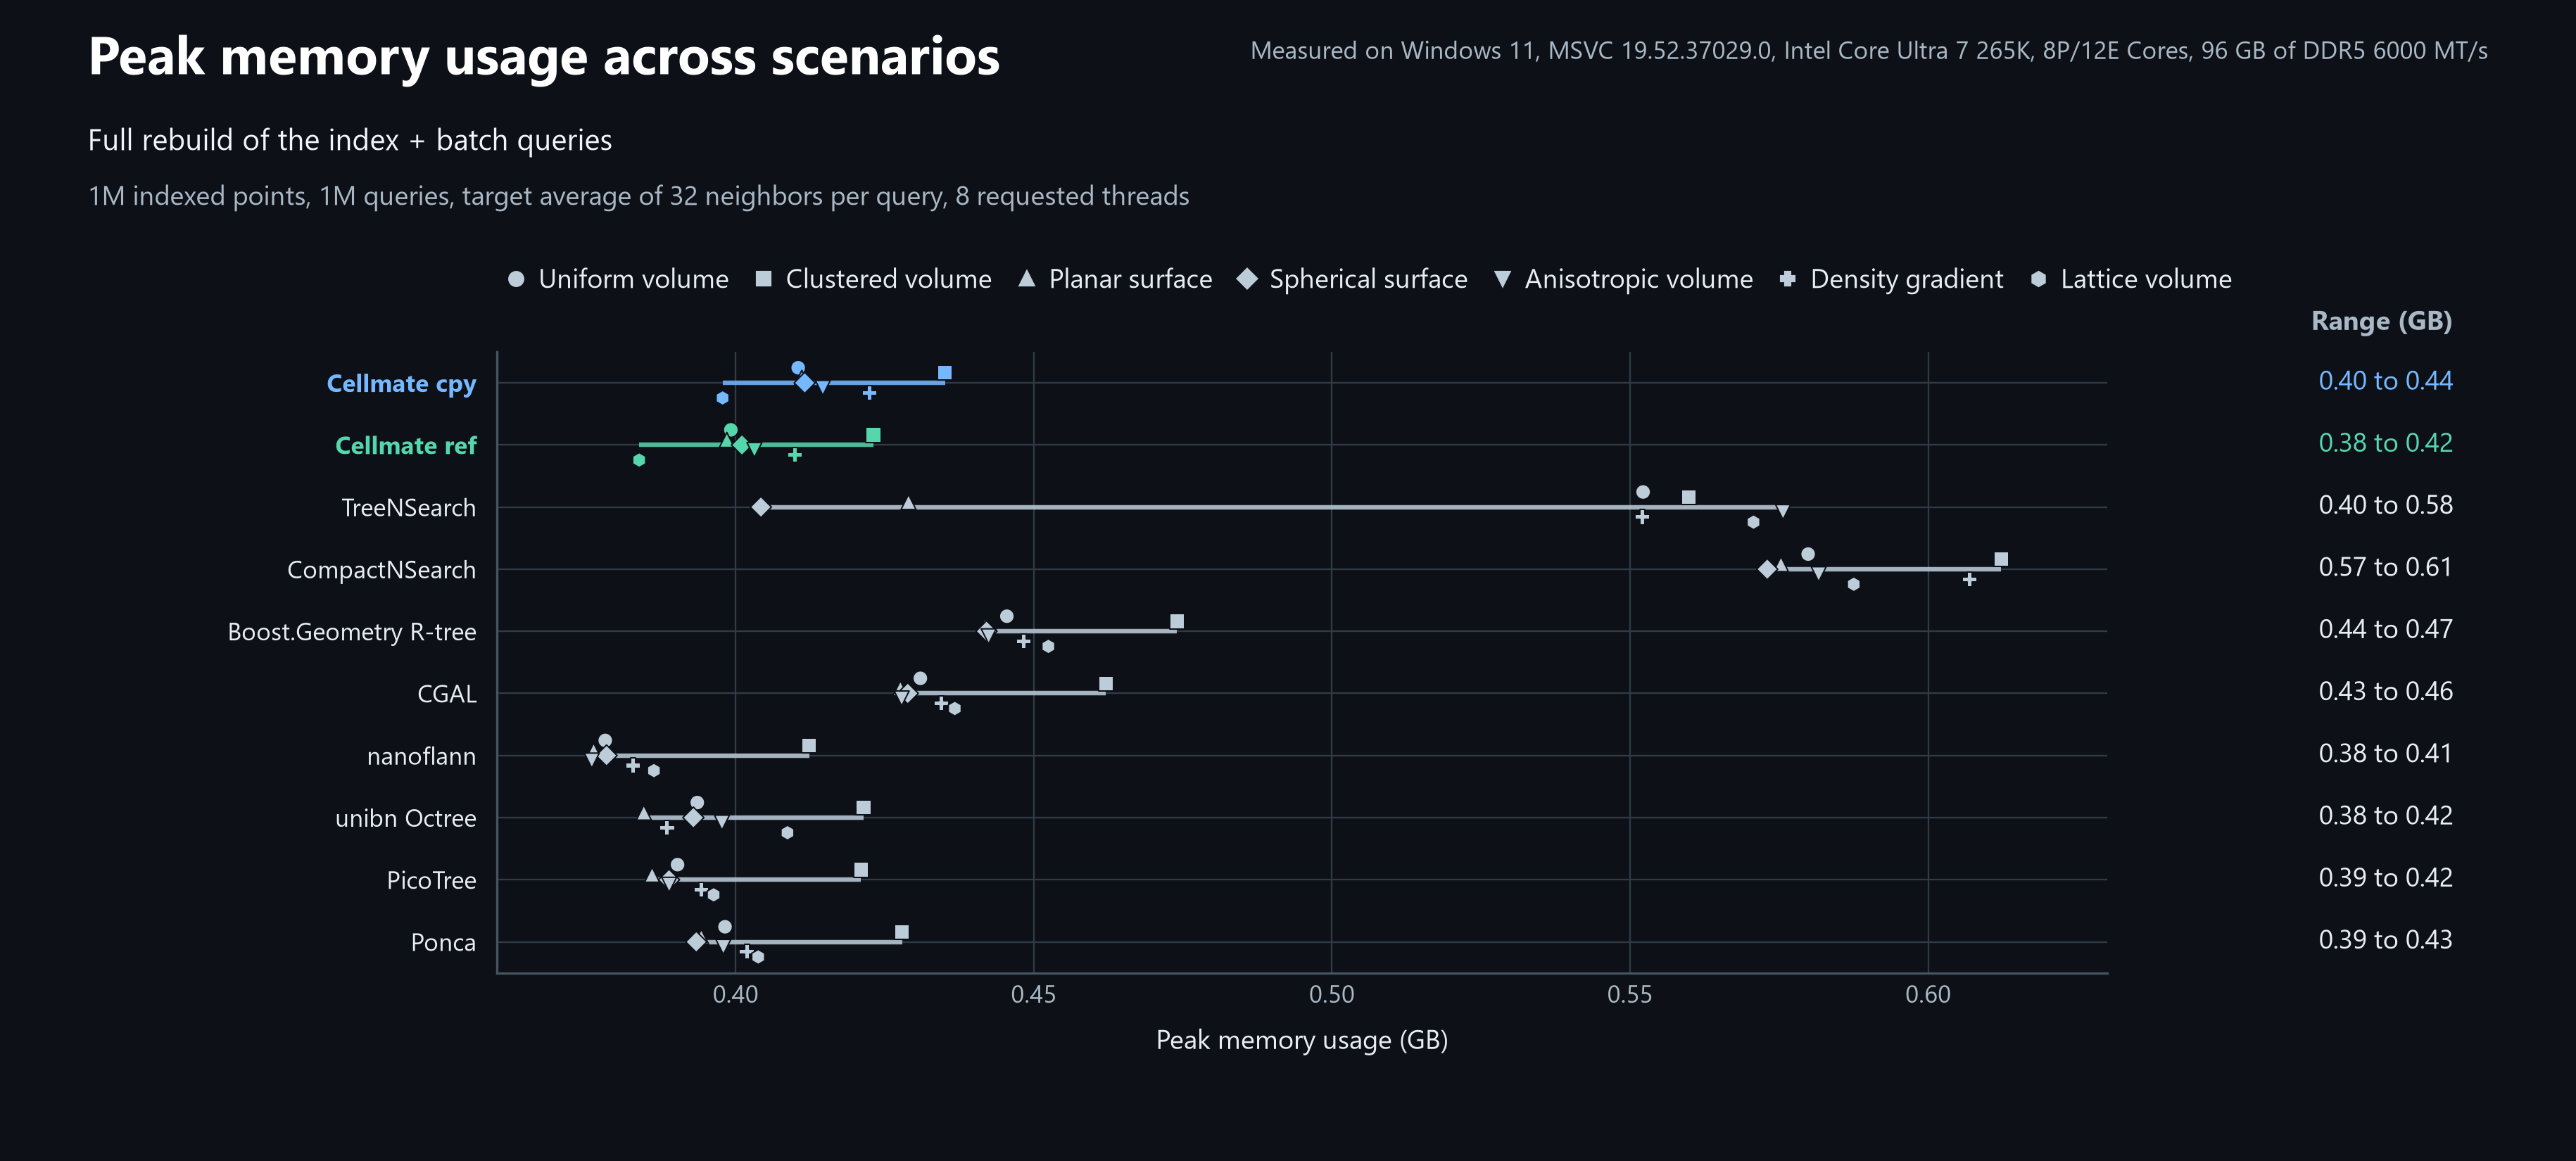 Peak memory usage across scenarios
Measured on Windows 11, MSVC 19.52.37029.0, Intel Core Ultra 7 265K, 8P/12E Cores, 96 GB of DDR5 6000 MT/s
Full rebuild of the index + batch queries
1M indexed points, 1M queries, target average of 32 neighbors per query, 8 requested threads
Uniform volume Clustered volume Planar surface Spherical surface Anisotropic volume Density gradient Lattice volume
Range (GB)
Cellmate cpy 0.40 to 0.44
Cellmate ref 0.38 to 0.42
TreeNSearch 0.40 to 0.58
CompactNSearch 0.57 to 0.61
Boost.Geometry R-tree 0.44 to 0.47
CGAL 0.43 to 0.46
nanoflann 0.38 to 0.41
unibn Octree 0.38 to 0.42
PicoTree 0.39 to 0.42
Ponca 0.39 to 0.43
0.40 0.45 0.50 0.55 0.60
Peak memory usage (GB)